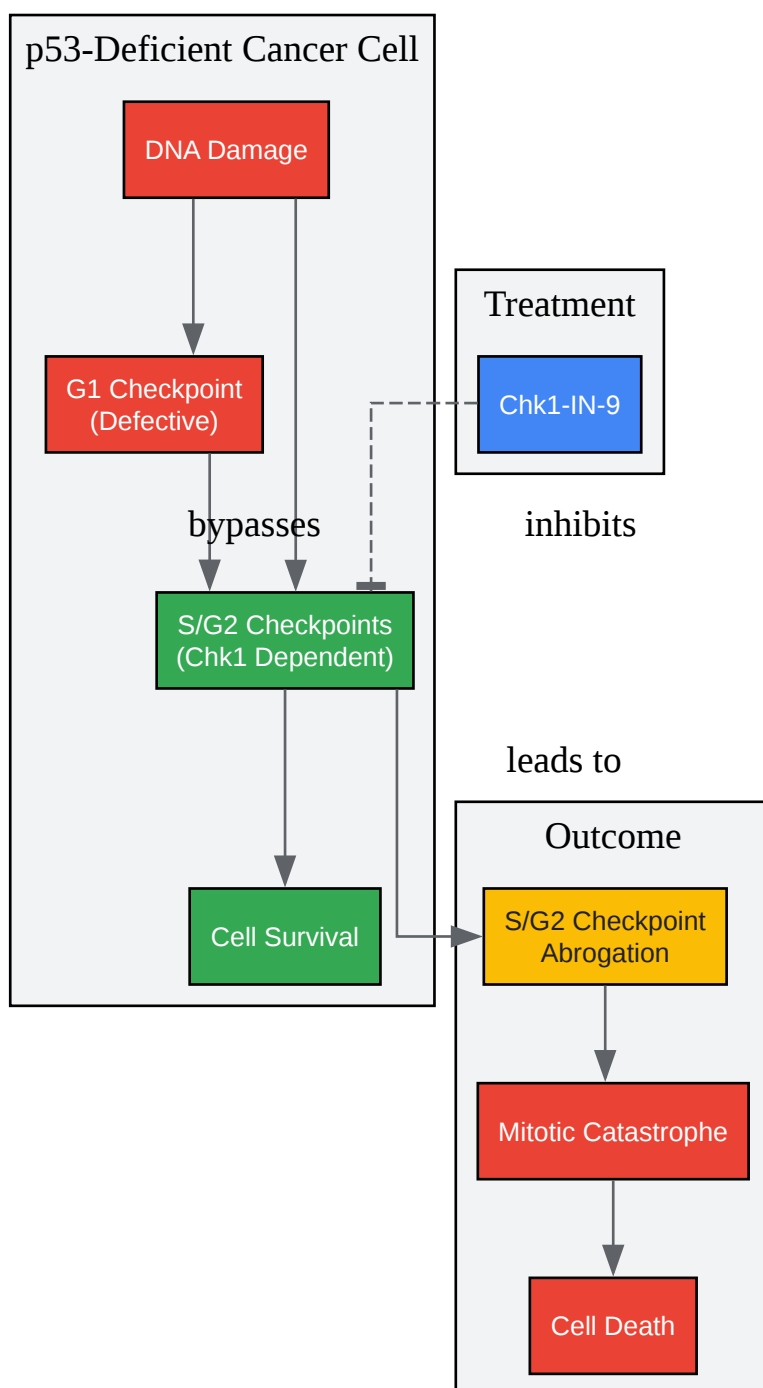 p53-Deficient Cancer Cell
DNA Damage
Treatment
G1 Checkpoint
(Defective)
Chk1-IN-9
bypasses
inhibits
S/G2 Checkpoints
(Chk1 Dependent)
leads to
Outcome
Cell Survival
S/G2 Checkpoint
Abrogation
Mitotic Catastrophe
Cell Death